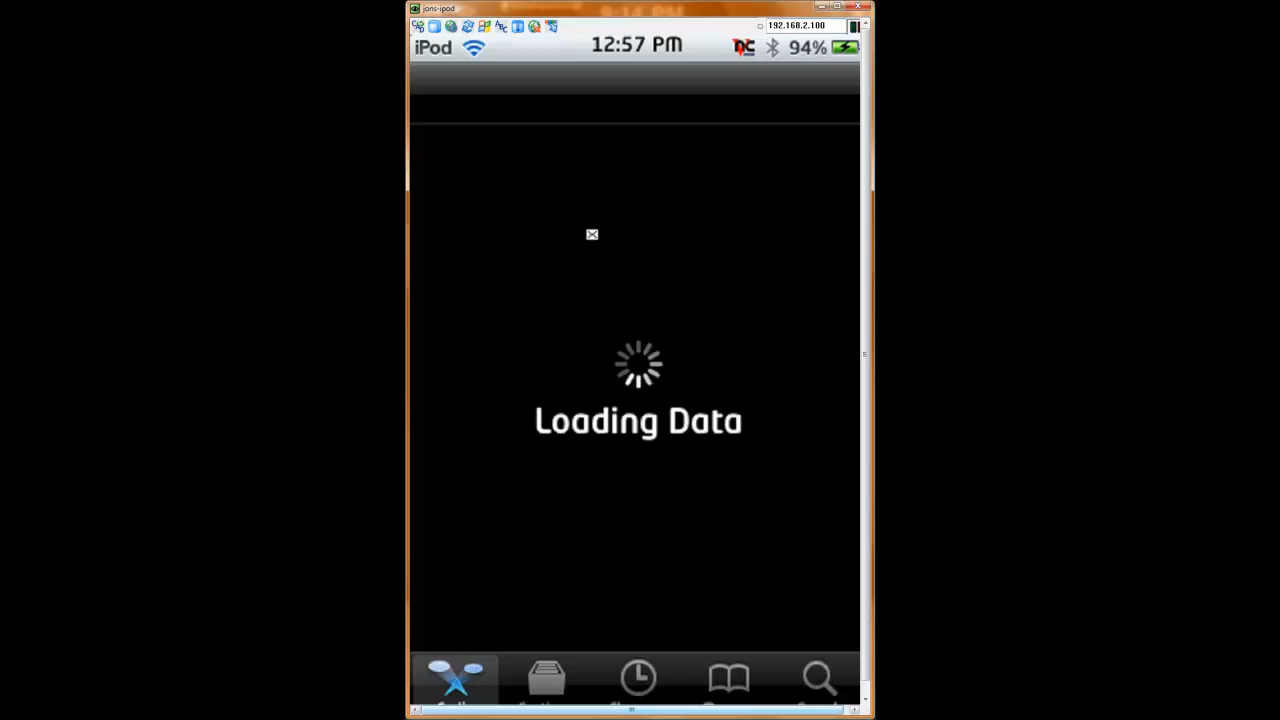 jons-ipod
192.168.2.100
iPod 12:57 PM 94%
Loading Data